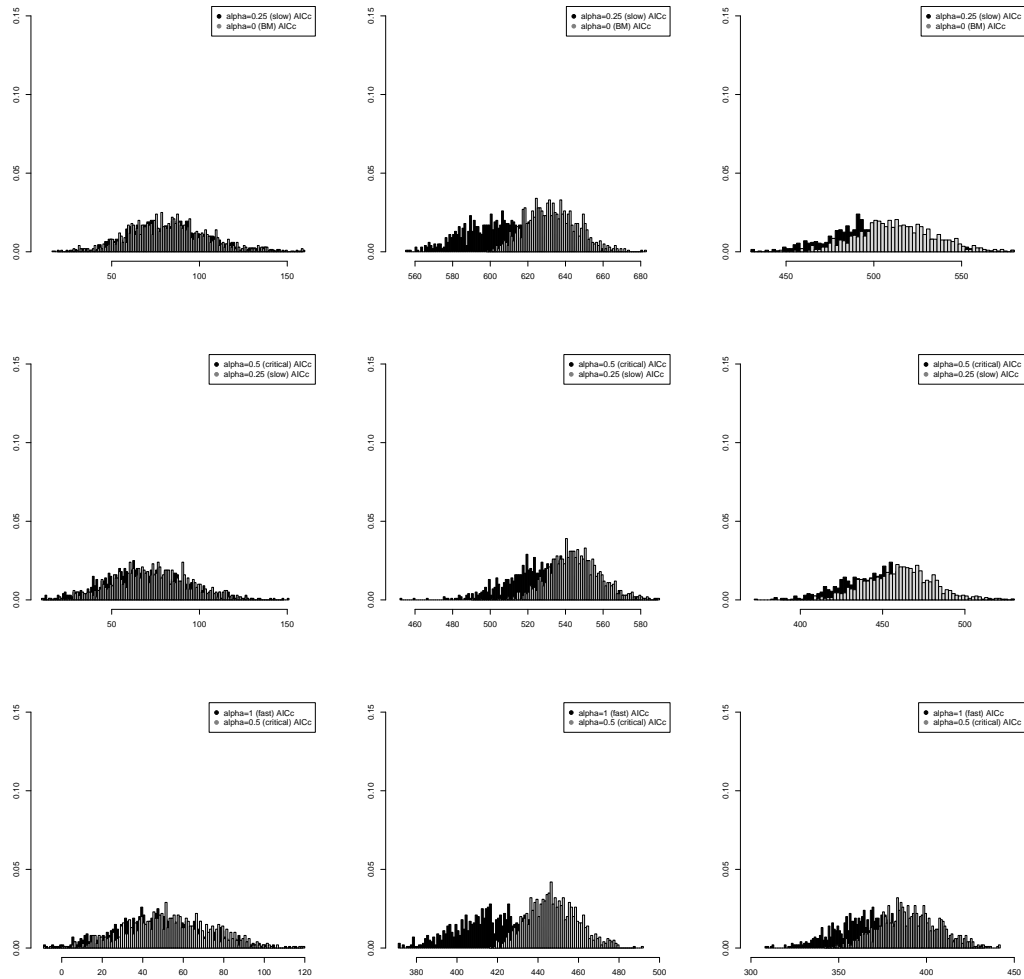 alpha=0.25 (slow) AICc
alpha=0 (BM) AICc
0.00 0.05 0.10 0.15
50 100 150
alpha=0.25 (slow) AICc
alpha=0 (BM) AICc
0.00 0.05 0.10 0.15
560 580 600 620 640 660 680
alpha=0.25 (slow) AICc
alpha=0 (BM) AICc
0.00 0.05 0.10 0.15
450 500 550
alpha=0.5 (critical) AICc
alpha=0.25 (slow) AICc
0.00 0.05 0.10 0.15
50 100 150
alpha=0.5 (critical) AICc
alpha=0.25 (slow) AICc
0.00 0.05 0.10 0.15
460 480 500 520 540 560 580
alpha=0.5 (critical) AICc
alpha=0.25 (slow) AICc
0.00 0.05 0.10 0.15
400 450 500
alpha=1 (fast) AICc
alpha=0.5 (critical) AICc
0.00 0.05 0.10 0.15
0 20 40 60 80 100 120
alpha=1 (fast) AICc
alpha=0.5 (critical) AICc
0.00 0.05 0.10 0.15
380 400 420 440 460 480 500
alpha=1 (fast) AICc
alpha=0.5 (critical) AICc
0.00 0.05 0.10 0.15
300 350 400 450